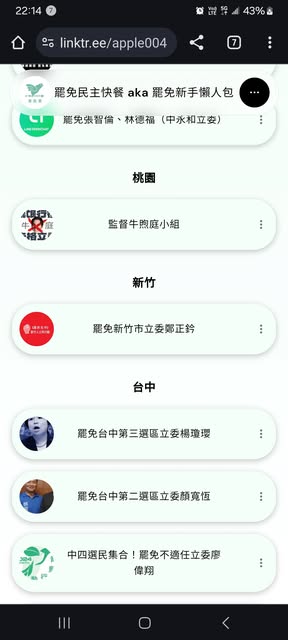 22:14
7
43%
linktr.ee/apple004
7
罷免民主快餐 aka 罷免新手懶人包
罷免張智倫、林德福（中永和立委）
桃園
監督牛煦庭小組
新竹
罷免新竹市立委鄭正鈐
台中
罷免台中第三選區立委楊瓊瓔
罷免台中第二選區立委顏寬恆
中四選民集合！罷免不適任立委廖
偉翔